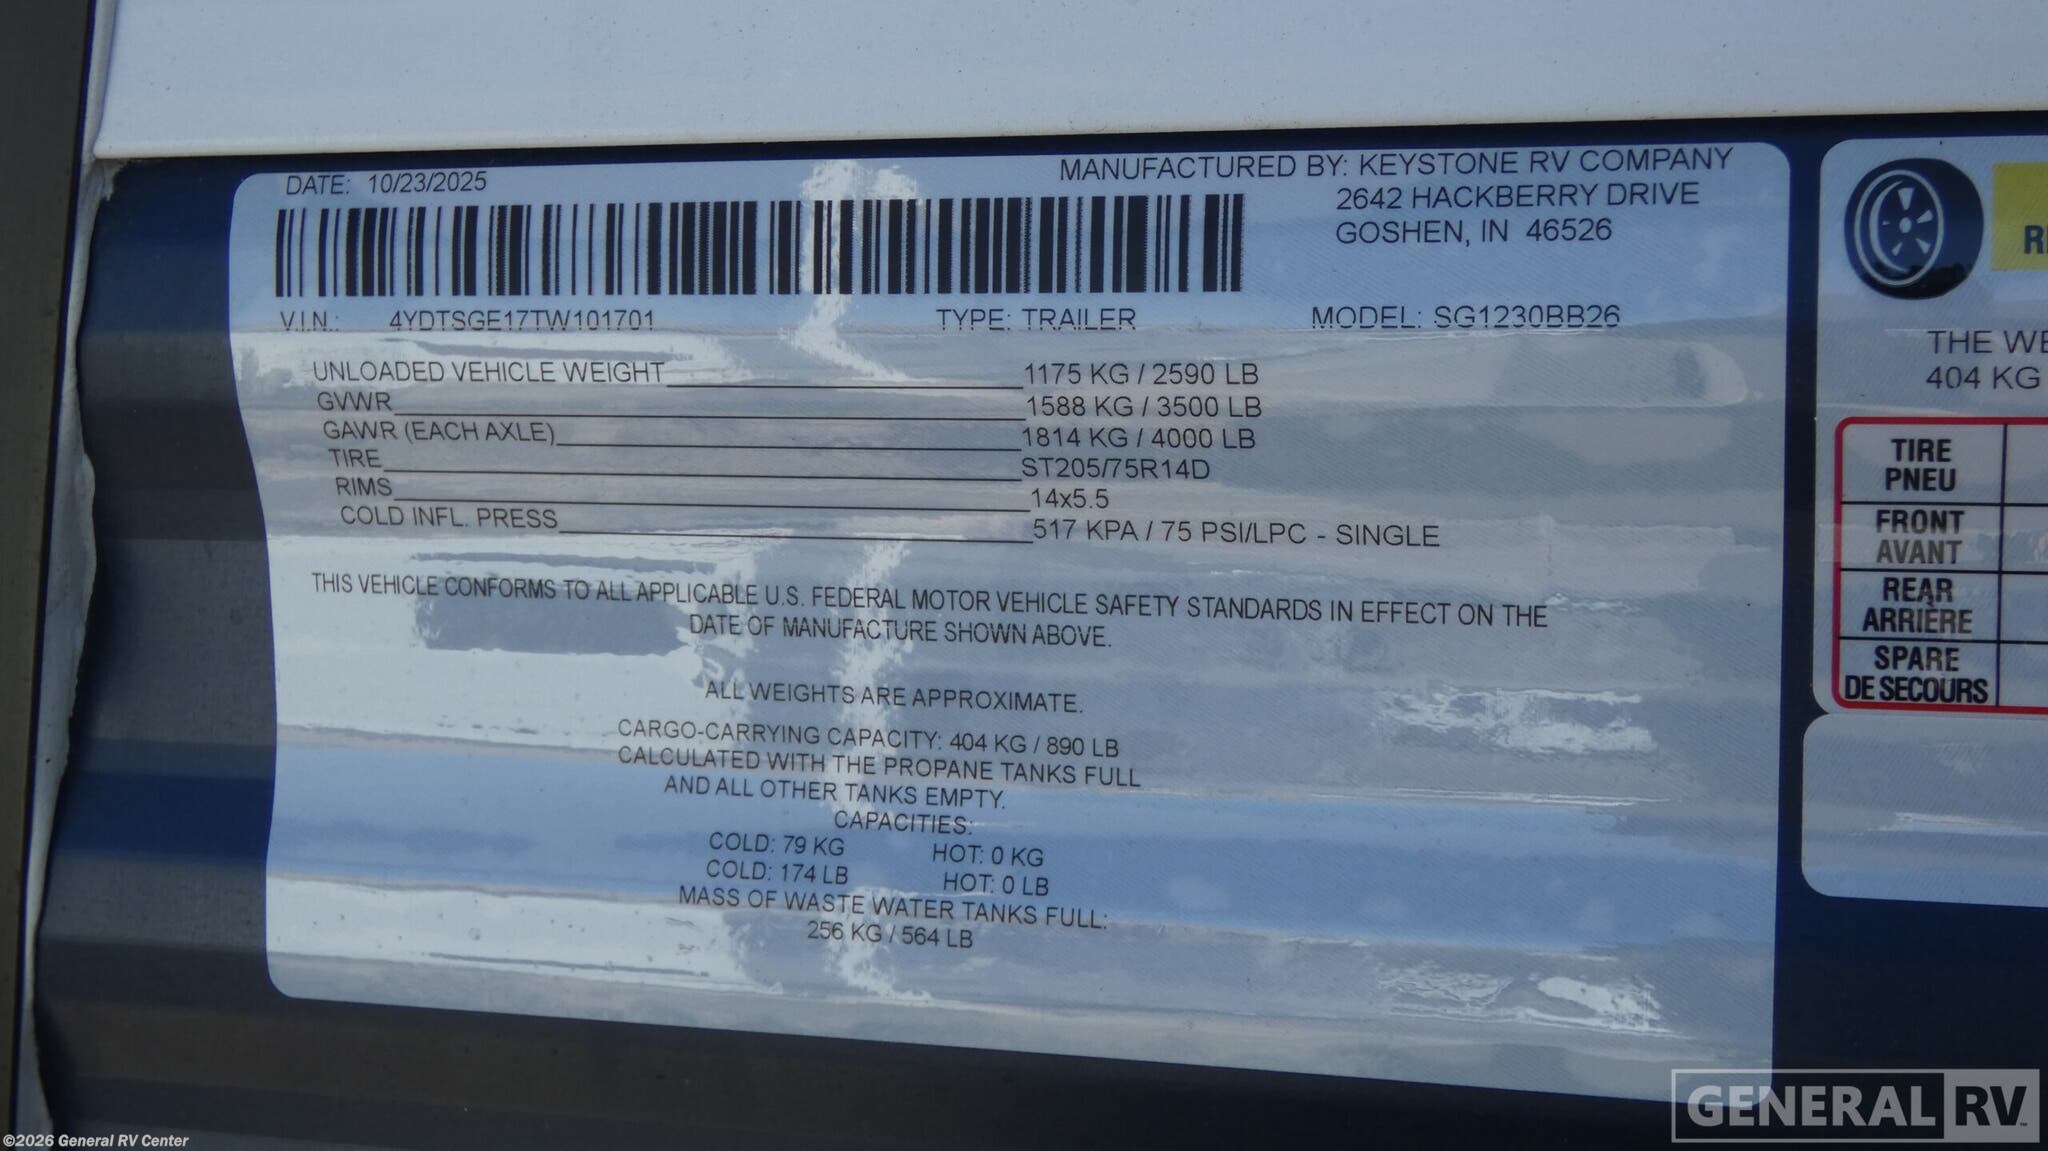 DATE: 10/23/2025
MANUFACTURED BY: KEYSTONE RV COMPANY
2642 HACKBERRY DRIVE
GOSHEN, IN 46526
V.I.N.: 4YDTSGE17TW101701 TYPE: TRAILER MODEL: SG1230BB26
UNLOADED VEHICLE WEIGHT 1175 KG / 2590 LB
GVWR 1588 KG / 3500 LB
GAWR (EACH AXLE) 1814 KG / 4000 LB
TIRE ST205/75R14D
RIMS 14x5.5
COLD INFL. PRESS 517 KPA / 75 PSI/LPC - SINGLE
THIS VEHICLE CONFORMS TO ALL APPLICABLE U.S. FEDERAL MOTOR VEHICLE SAFETY STANDARDS IN EFFECT ON THE
DATE OF MANUFACTURE SHOWN ABOVE.
ALL WEIGHTS ARE APPROXIMATE.
CARGO-CARRYING CAPACITY: 404 KG / 890 LB
CALCULATED WITH THE PROPANE TANKS FULL
AND ALL OTHER TANKS EMPTY.
CAPACITIES:
COLD: 79 KG HOT: 0 KG
COLD: 174 LB HOT: 0 LB
MASS OF WASTE WATER TANKS FULL:
256 KG / 564 LB
THE
404 KG
TIRE
PNEU
FRONT
AVANT
REAR
ARRIÈRE
SPARE
DE SECOURS
GENERAL RV
©2026 General RV Center